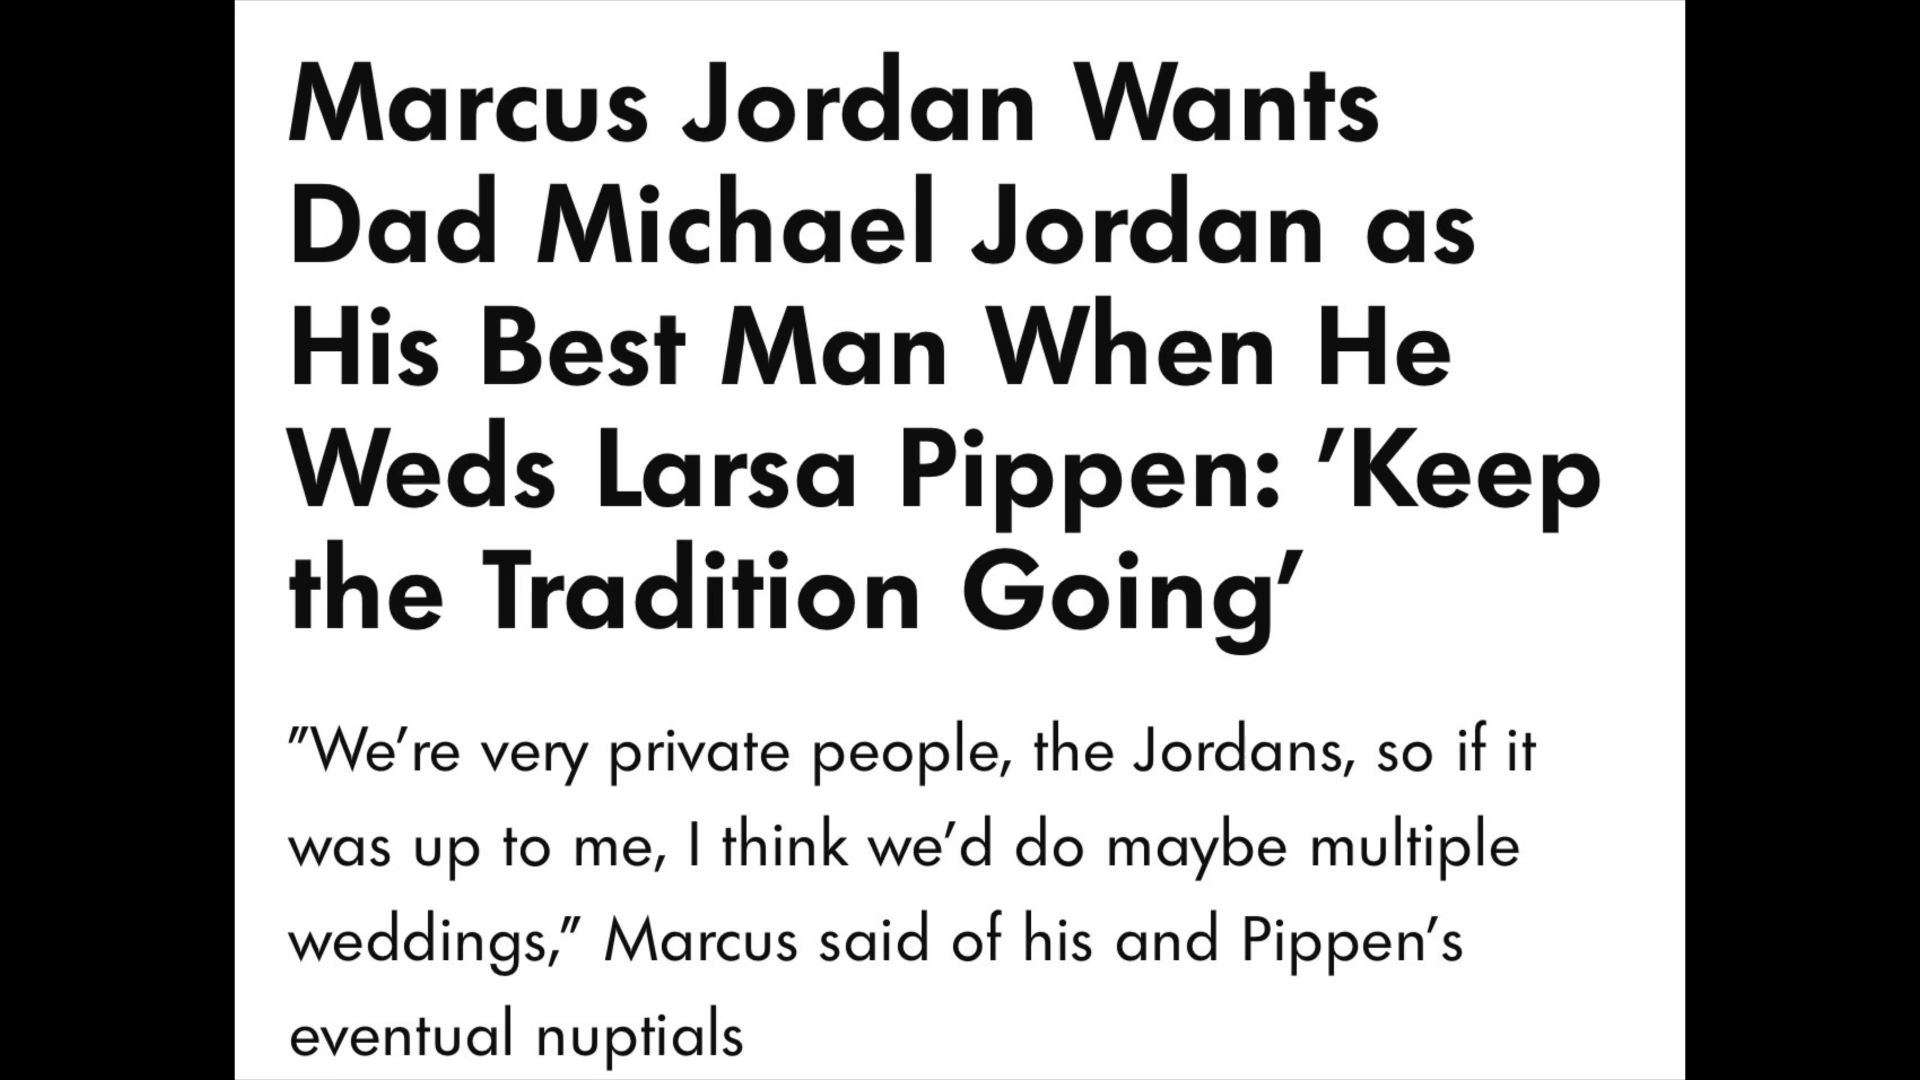 Marcus Jordan Wants
Dad Michael Jordan as
His Best Man When He
Weds Larsa Pippen: 'Keep
the Tradition Going'
"We're very private people, the Jordans, so if it
was up to me, I think we'd do maybe multiple
weddings," Marcus said of his and Pippen's
eventual nuptials